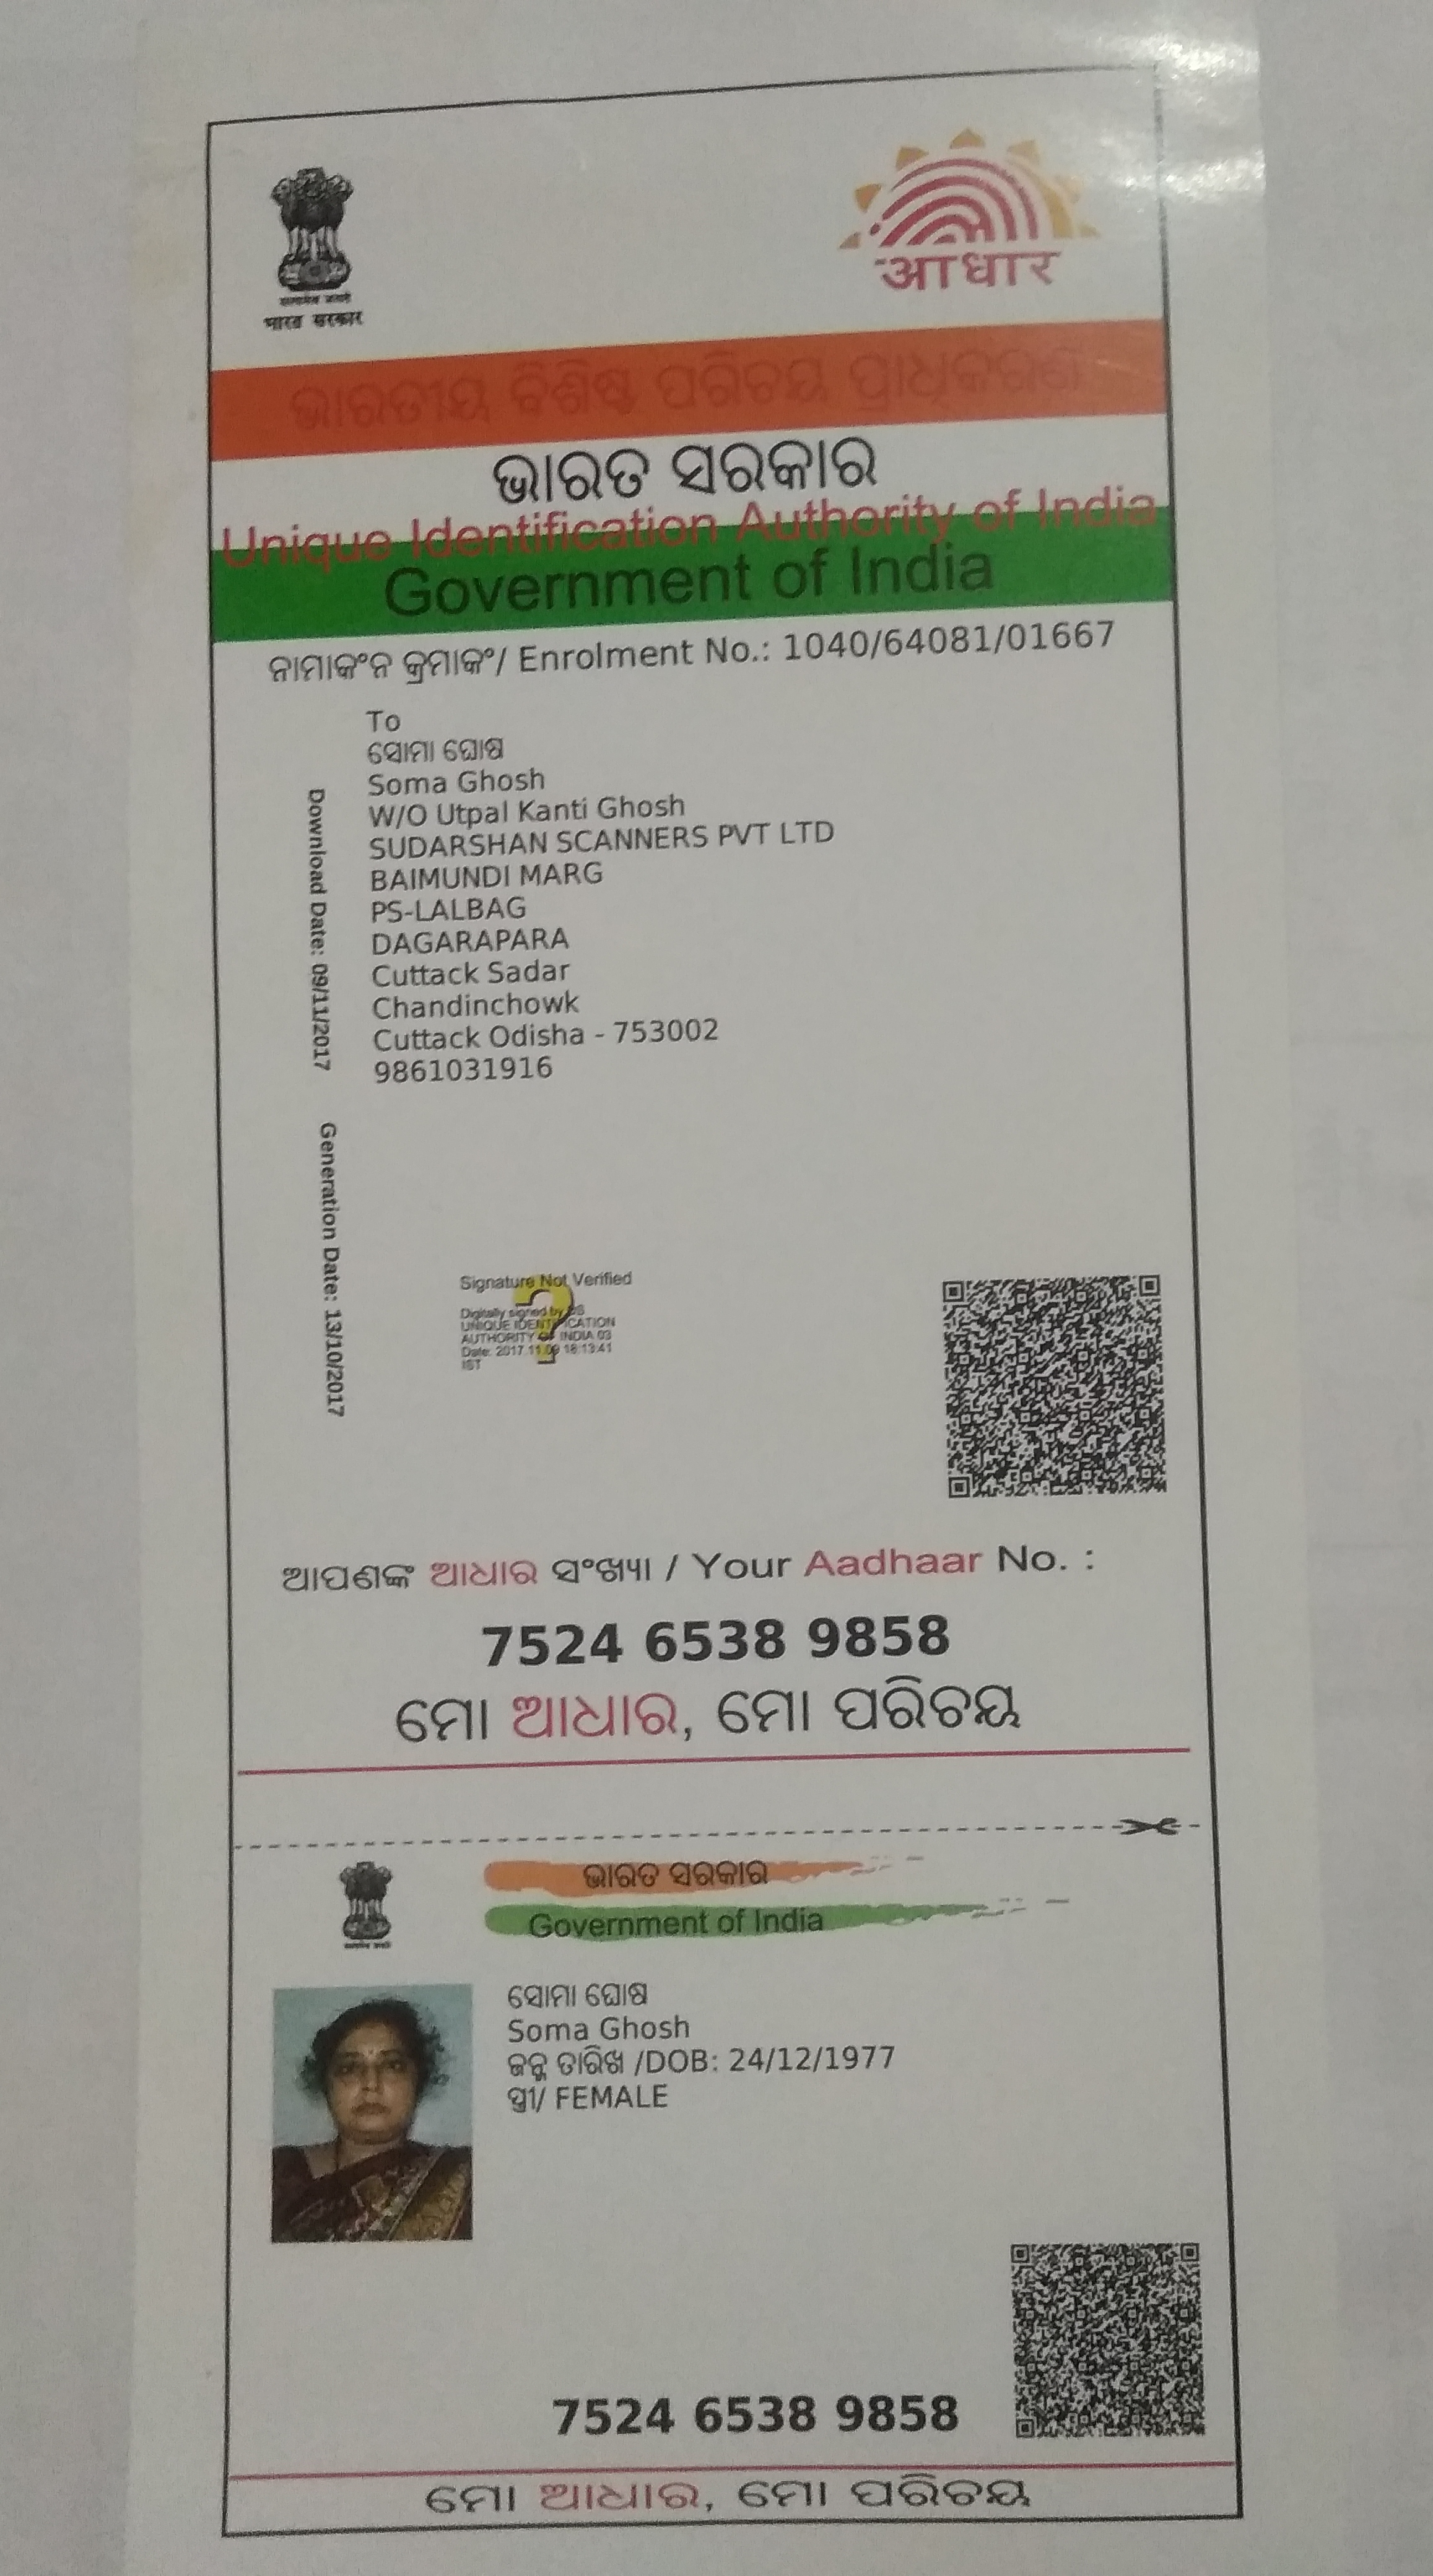 आधार
सत्यमेव जयते
भारत सरकार
ଭାରତୀୟ ବିଶିଷ୍ଟ ପରିଚୟ ପ୍ରାଧିକରଣ
ଭାରତ ସରକାର
Unique Identification Authority of India
Government of India
ନାମାକଂନ କ୍ରମାକଂ/ Enrolment No.: 1040/64081/01667
To
ସୋମା ଘୋଷ
Soma Ghosh
W/O Utpal Kanti Ghosh
SUDARSHAN SCANNERS PVT LTD
BAIMUNDI MARG
PS-LALBAG
DAGARAPARA
Cuttack Sadar
Chandinchowk
Cuttack Odisha - 753002
9861031916
Download Date: 09/11/2017
Generation Date: 13/10/2017
Signature Not Verified
Digitally signed by DS
UNIQUE IDENTIFICATION
AUTHORITY OF INDIA 03
Date: 2017.11.09 18:13:41
IST
ଆପଣଙ୍କ ଆଧାର ସଂଖ୍ୟା / Your Aadhaar No. :
7524 6538 9858
ମୋ ଆଧାର, ମୋ ପରିଚୟ
ଭାରତ ସରକାର
Government of India
ସୋମା ଘୋଷ
Soma Ghosh
ଜନ୍ମ ତାରିଖ /DOB: 24/12/1977
ସ୍ତ୍ରୀ/ FEMALE
7524 6538 9858
ମୋ ଆଧାର, ମୋ ପରିଚୟ